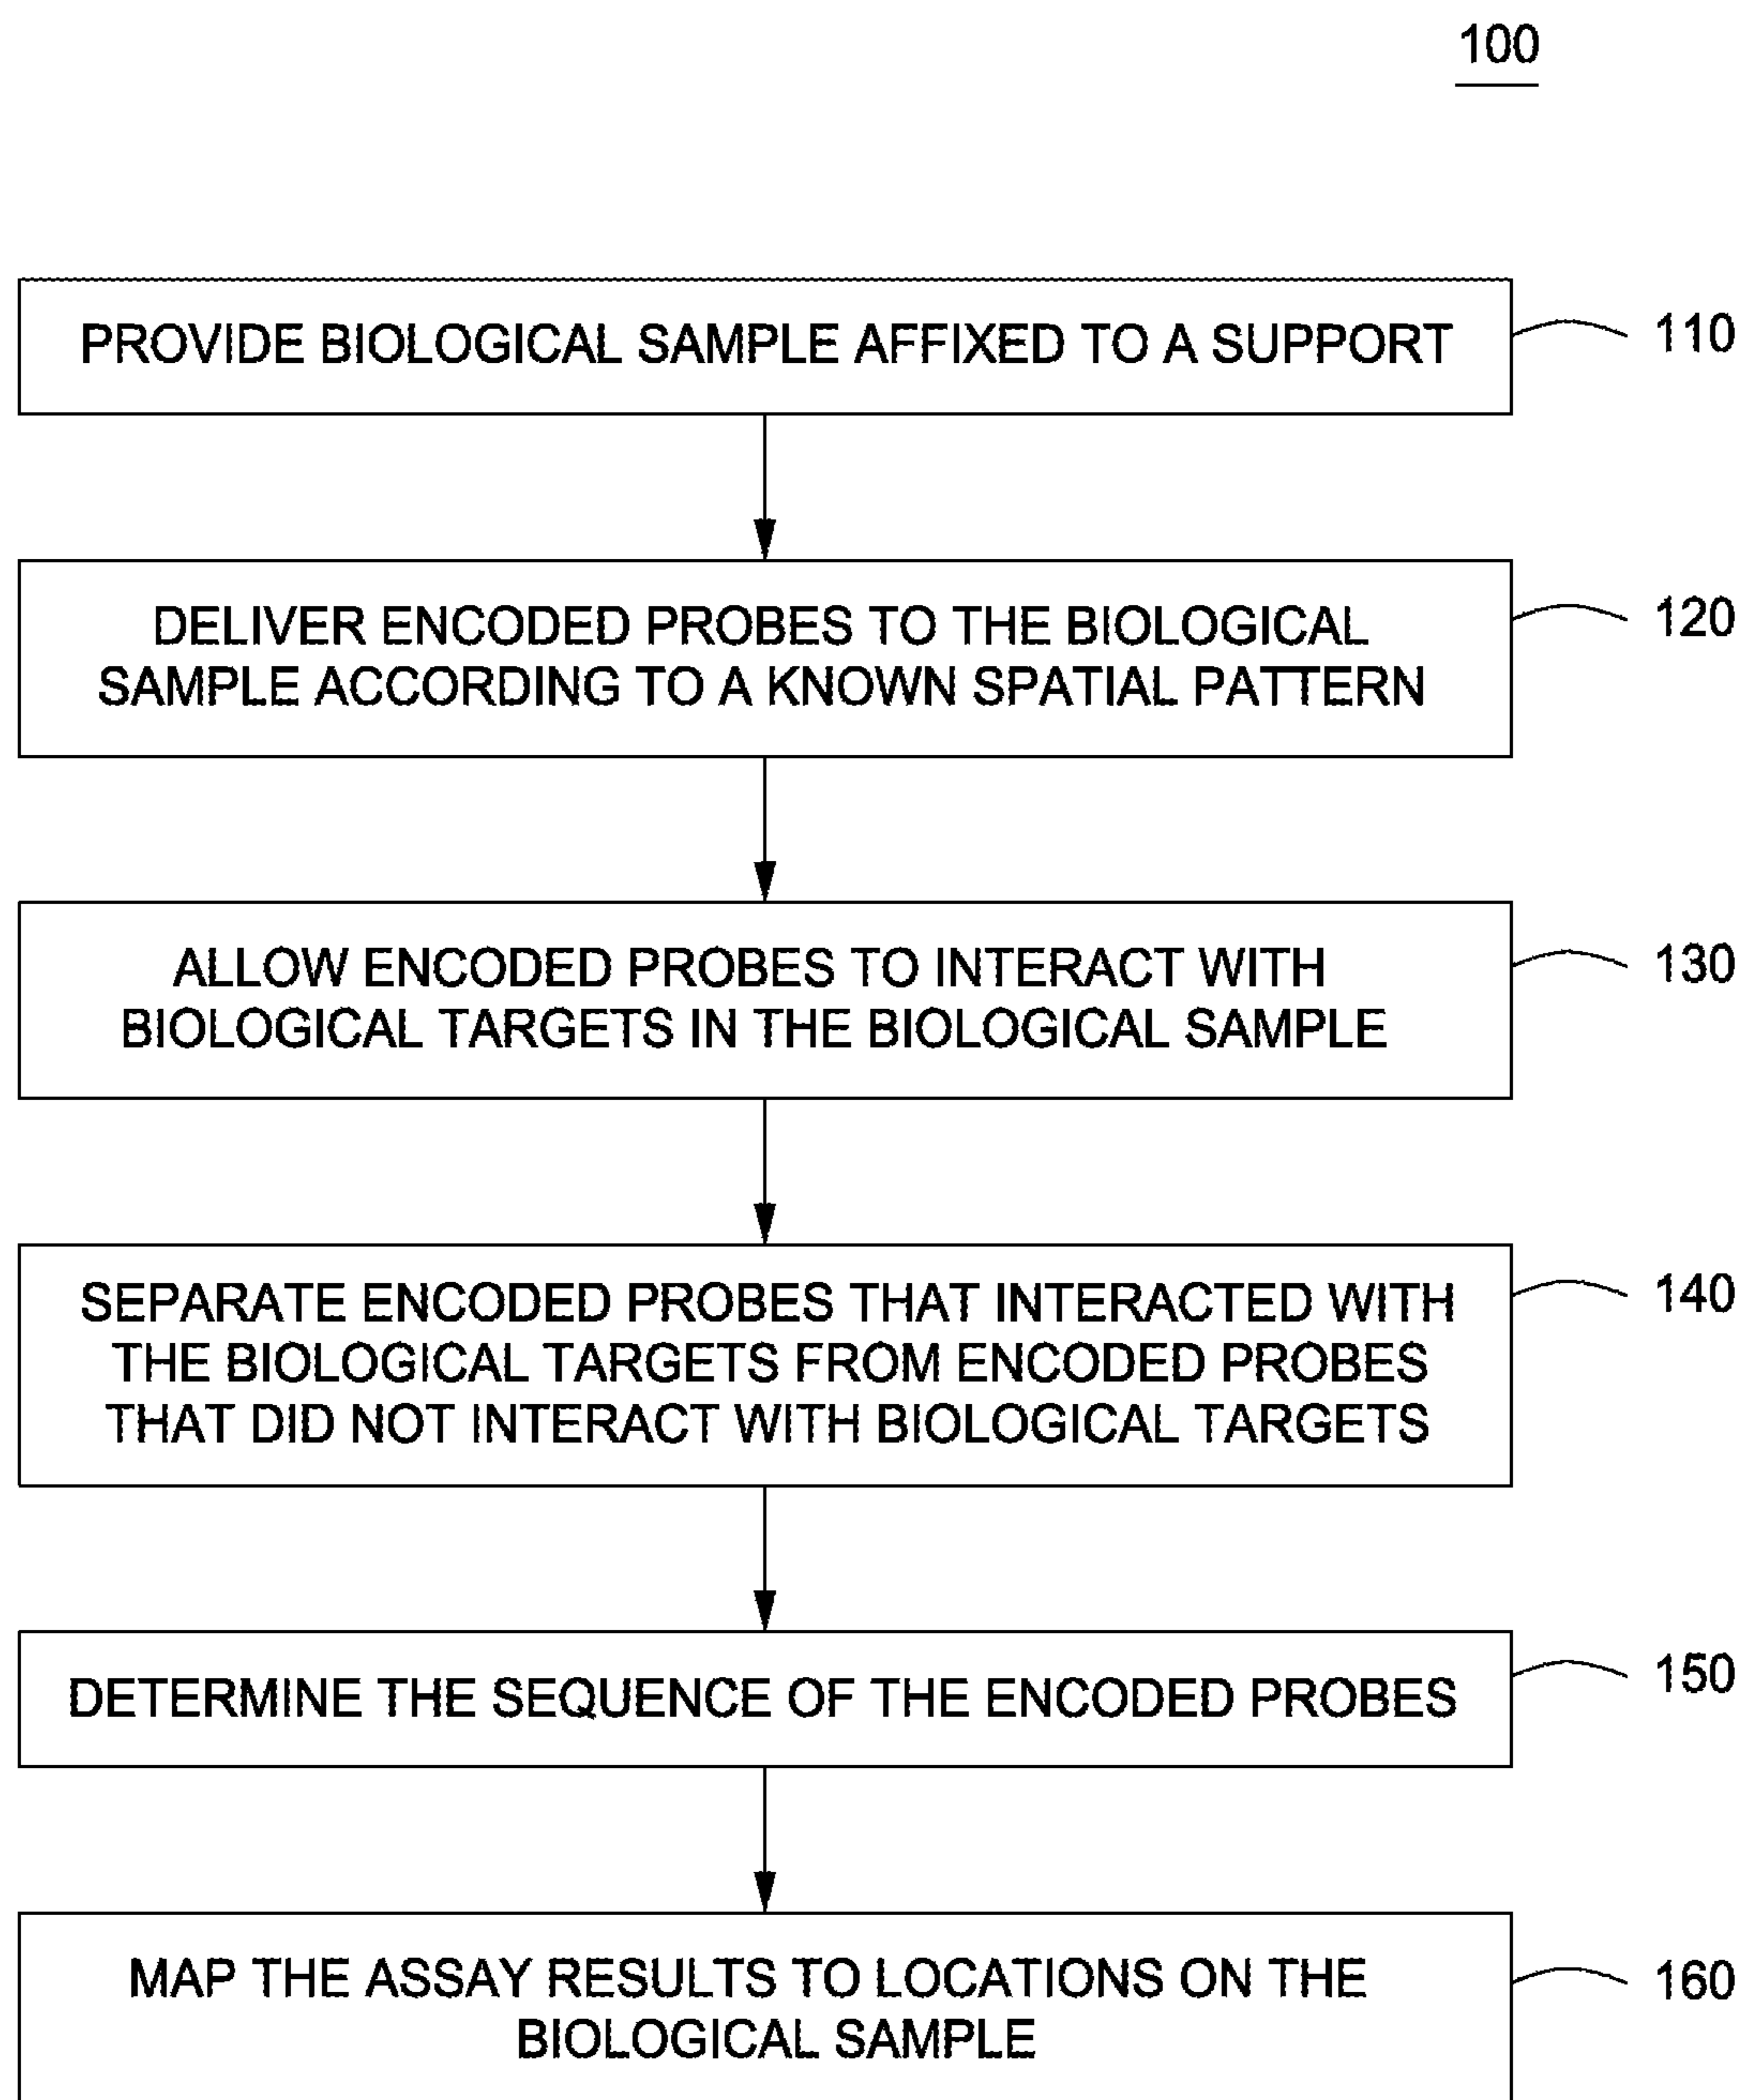 100
PROVIDE BIOLOGICAL SAMPLE AFFIXED TO A SUPPORT
110
DELIVER ENCODED PROBES TO THE BIOLOGICAL
SAMPLE ACCORDING TO A KNOWN SPATIAL PATTERN
120
ALLOW ENCODED PROBES TO INTERACT WITH
BIOLOGICAL TARGETS IN THE BIOLOGICAL SAMPLE
130
SEPARATE ENCODED PROBES THAT INTERACTED WITH
THE BIOLOGICAL TARGETS FROM ENCODED PROBES
THAT DID NOT INTERACT WITH BIOLOGICAL TARGETS
140
DETERMINE THE SEQUENCE OF THE ENCODED PROBES
150
MAP THE ASSAY RESULTS TO LOCATIONS ON THE
BIOLOGICAL SAMPLE
160